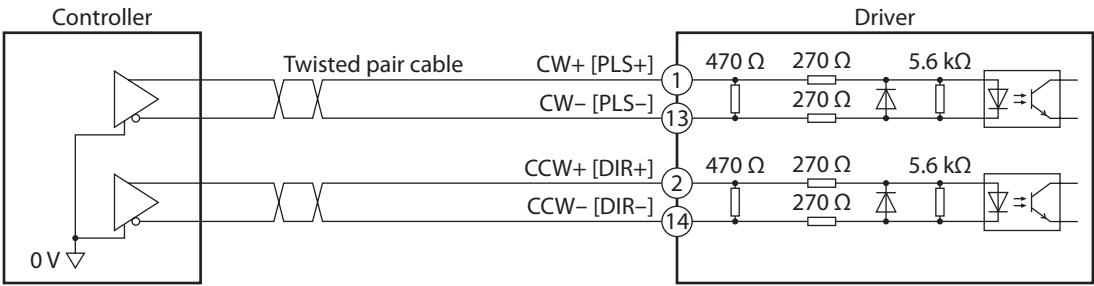 Controller
Driver
Twisted pair cable
CW+ [PLS+]
1
470 Ω
270 Ω
5.6 kΩ
CW– [PLS–]
13
270 Ω
CCW+ [DIR+]
2
470 Ω
270 Ω
5.6 kΩ
CCW– [DIR–]
14
270 Ω
0 V